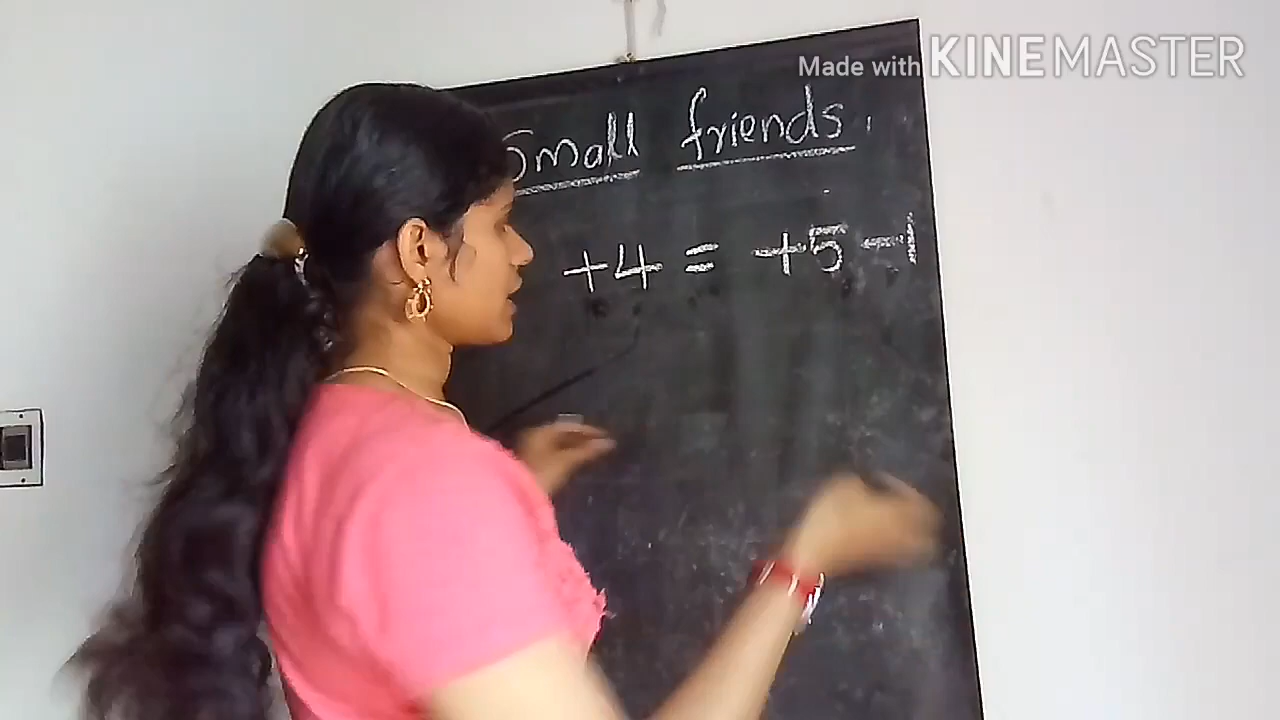 Made with KINEMASTER
Small friends.
+4 = +5-1